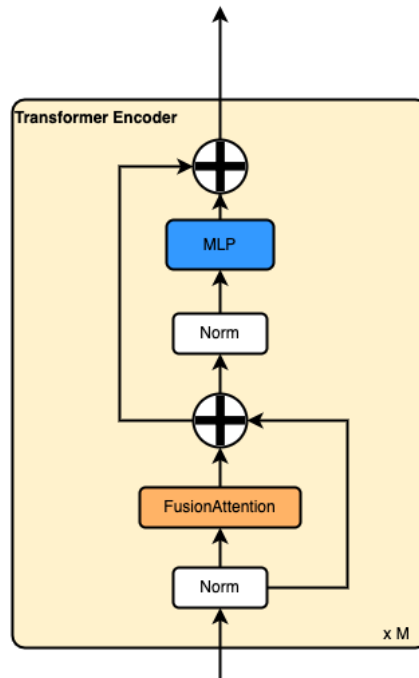 Transformer Encoder
MLP
Norm
FusionAttention
Norm
x M